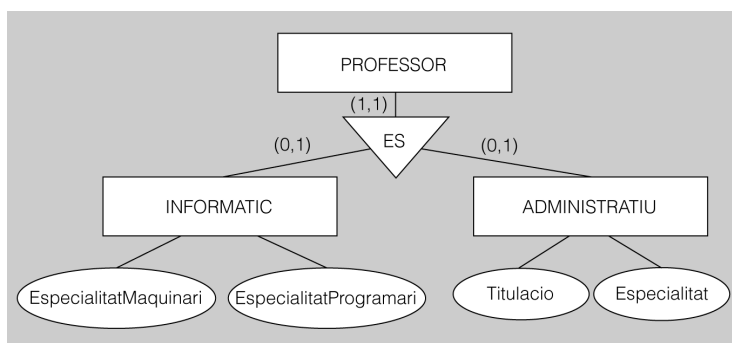 PROFESSOR
(1,1)
ES
(0,1)
(0,1)
INFORMATIC
ADMINISTRATIU
EspecialitatMaquinari
EspecialitatProgramari
Titulacio
Especialitat